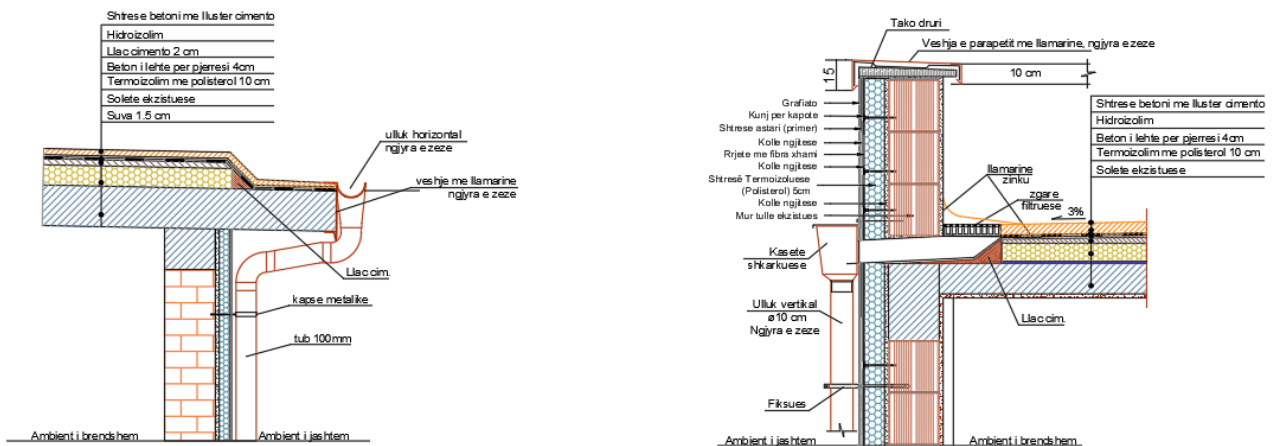 Shtrese betoni me lluster cimento
Hidroizolim
Llac cimento 2 cm
Beton i lehte per pjerresi 4cm
Termoizolim me polisterol 10 cm
Solete ekzistuese
Suva 1.5 cm
ulluk horizontal
ngjyra e zeze
veshje me llamarine
ngjyra e zeze
Llac cim.
kapse metalike
tub 100mm
Ambient i brendshem
Ambient i jashtem
Tako druri
Veshja e parapetit me llamarine, ngjyra e zeze
15
10 cm
Grafiato
Kunj per kapote
Shtrese astari (primer)
Kolle ngjitese
Rrjete me fibra xhami
Kolle ngjitese
Shtresë Termoizoluese
(Polisterol) 5cm
Kolle ngjitese
Mur tulle ekzistues
Shtrese betoni me lluster cimento
Hidroizolim
Beton i lehte per pjerresi 4cm
Termoizolim me polisterol 10 cm
Solete ekzistuese
llamarine
zinku
zgare
filtruese
3%
Kasete
shkarkuese
Llac cim.
Ulluk vertikal
ø10 cm
Ngjyra e zeze
Fiksues
Ambient i jashtem
Ambient i brendshem